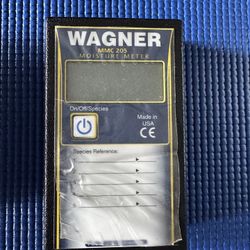 WAGNER
MMC 205
MOISTURE METER
On/Off/Species
Made in
USA
CE
Species Reference: